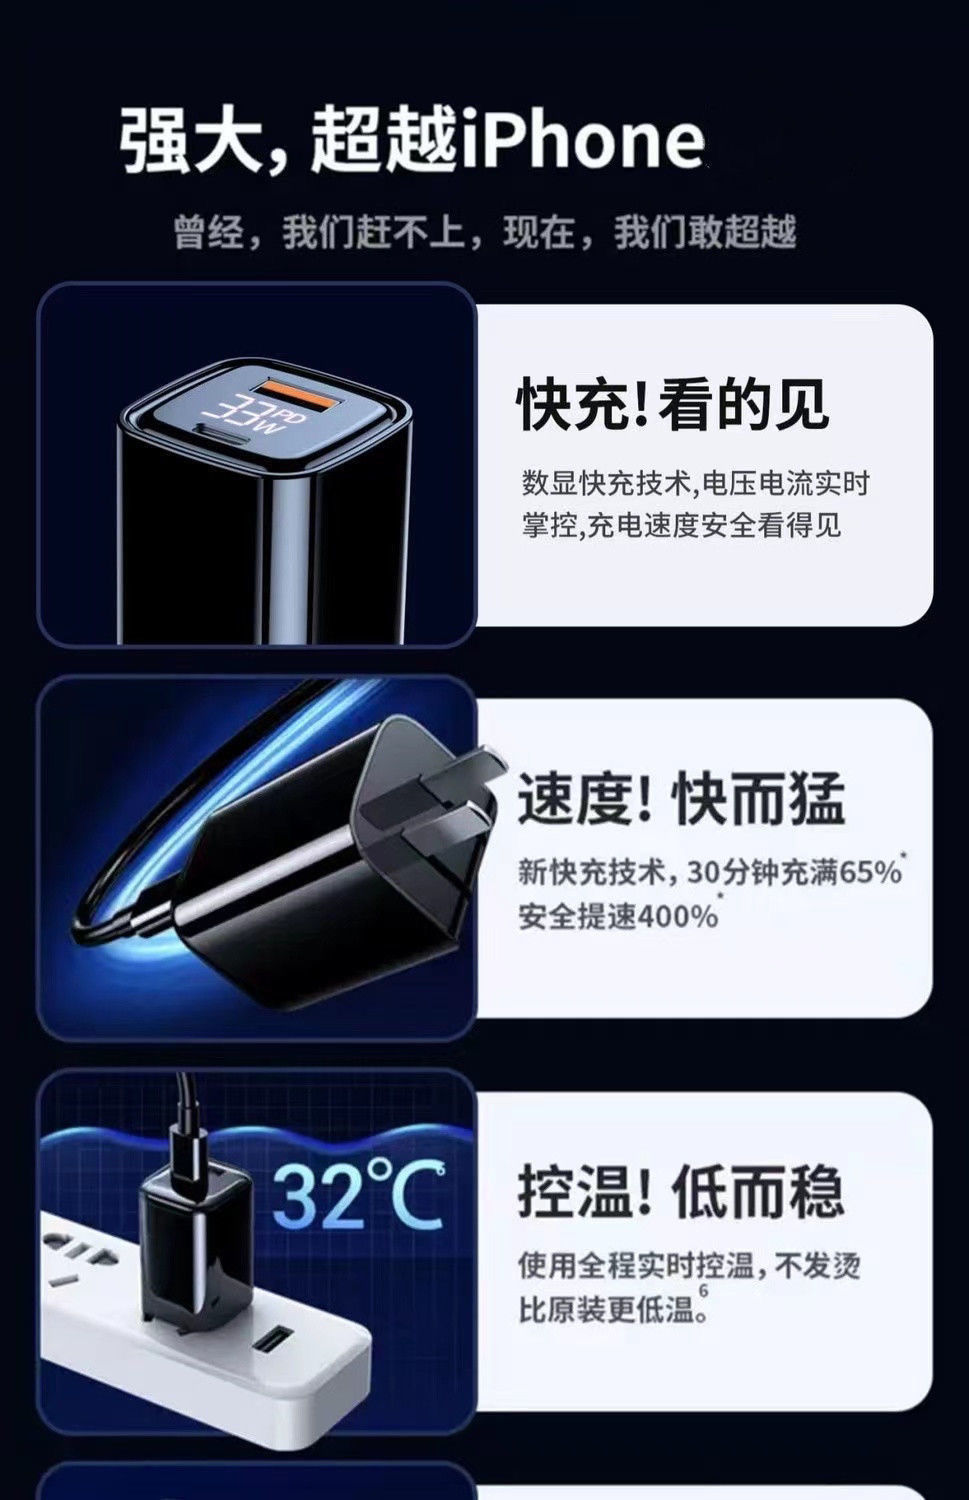 强大，超越iPhone
曾经，我们赶不上，现在，我们敢超越
33PD
W
快充！看的见
数显快充技术,电压电流实时
掌控,充电速度安全看得见
速度！快而猛
新快充技术，30分钟充满65%*
安全提速400%*
32℃6
控温！低而稳
使用全程实时控温，不发烫
比原装更低温。6